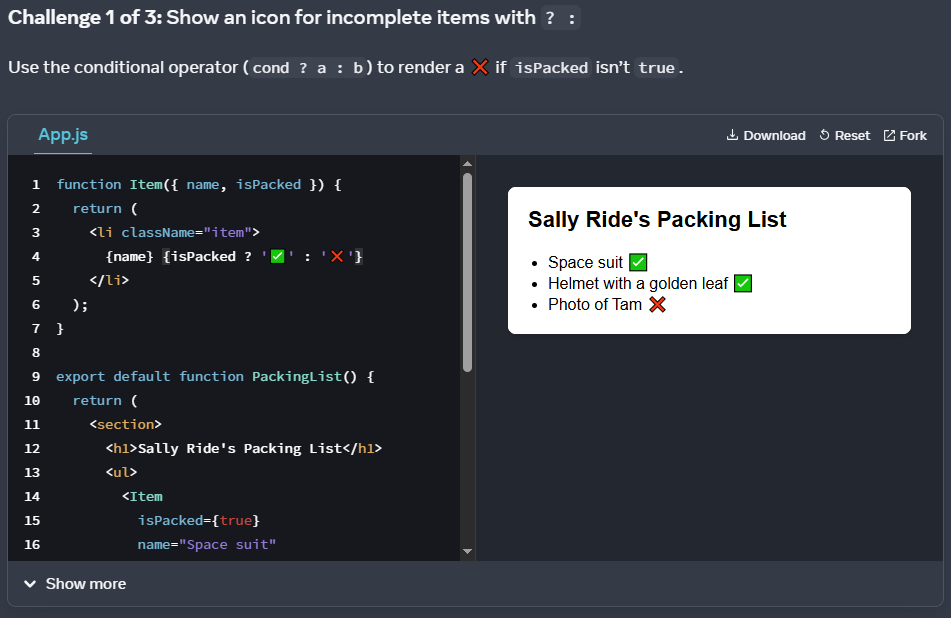 Challenge 1 of 3: Show an icon for incomplete items with ? :
Use the conditional operator (cond ? a : b) to render a ❌ if isPacked isn’t true.
App.js
Download Reset Fork
1 function Item({ name, isPacked }) {
2 return (
3 <li className="item">
4 {name} {isPacked ? '✅' : '❌'}
5 </li>
6 );
7 }
8
9 export default function PackingList() {
10 return (
11 <section>
12 <h1>Sally Ride's Packing List</h1>
13 <ul>
14 <Item
15 isPacked={true}
16 name="Space suit"
Show more
Sally Ride's Packing List
• Space suit ✅
• Helmet with a golden leaf ✅
• Photo of Tam ❌